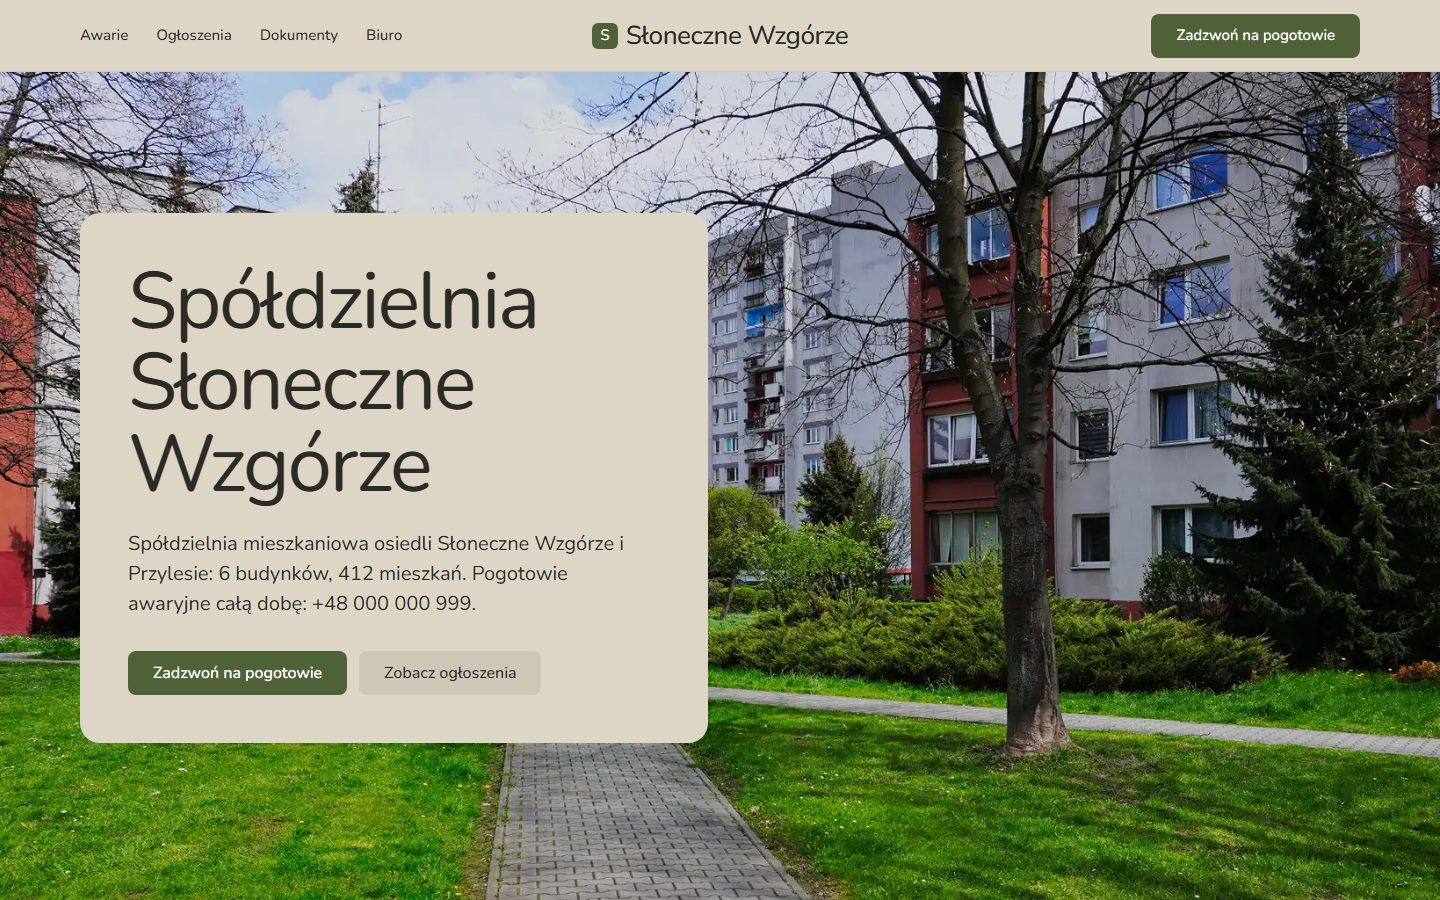 Awarie
Ogłoszenia
Dokumenty
Biuro
S
Słoneczne Wzgórze
Zadzwoń na pogotowie
Spółdzielnia
Słoneczne
Wzgórze
Spółdzielnia mieszkaniowa osiedli Słoneczne Wzgórze i
Przylesie: 6 budynków, 412 mieszkań. Pogotowie
awaryjne całą dobę: +48 000 000 999.
Zadzwoń na pogotowie
Zobacz ogłoszenia